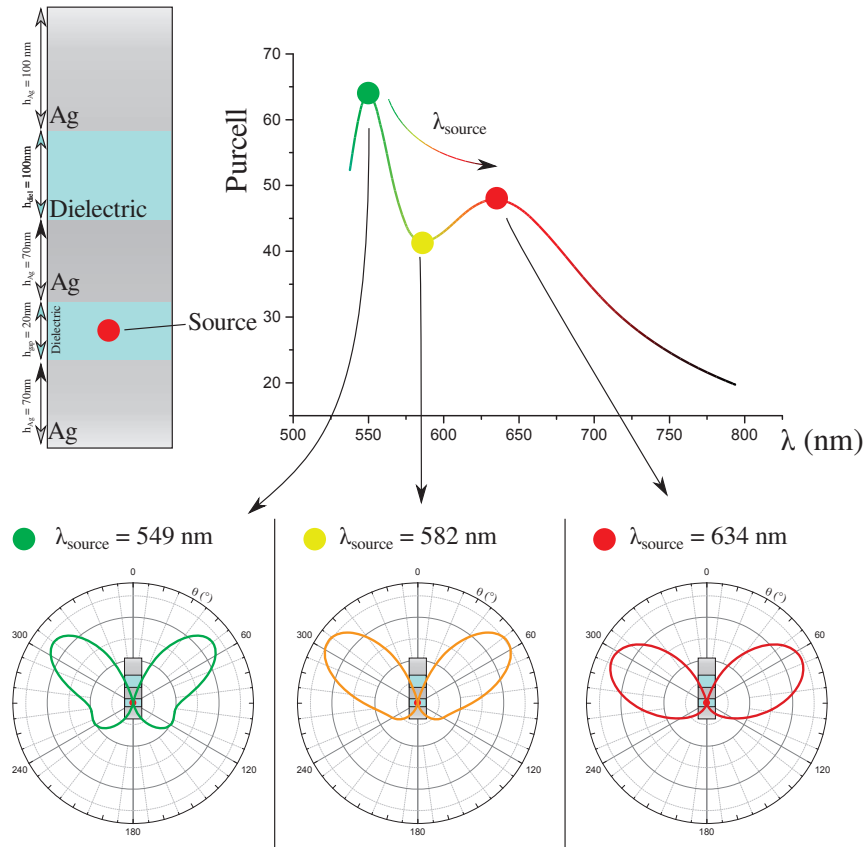 h_Ag = 100 nm
Ag
h_diel = 100nm
Dielectric
h_Ag = 70nm
Ag
h_gap = 20nm
Dielectric
Source
h_Ag = 70nm
Ag
Purcell
70
60
50
40
30
20
λ_source
500
550
600
650
700
750
800
λ (nm)
λ_source = 549 nm
λ_source = 582 nm
λ_source = 634 nm
0
θ (°)
300
60
240
120
180
0
θ (°)
300
60
240
120
180
0
θ (°)
300
60
240
120
180